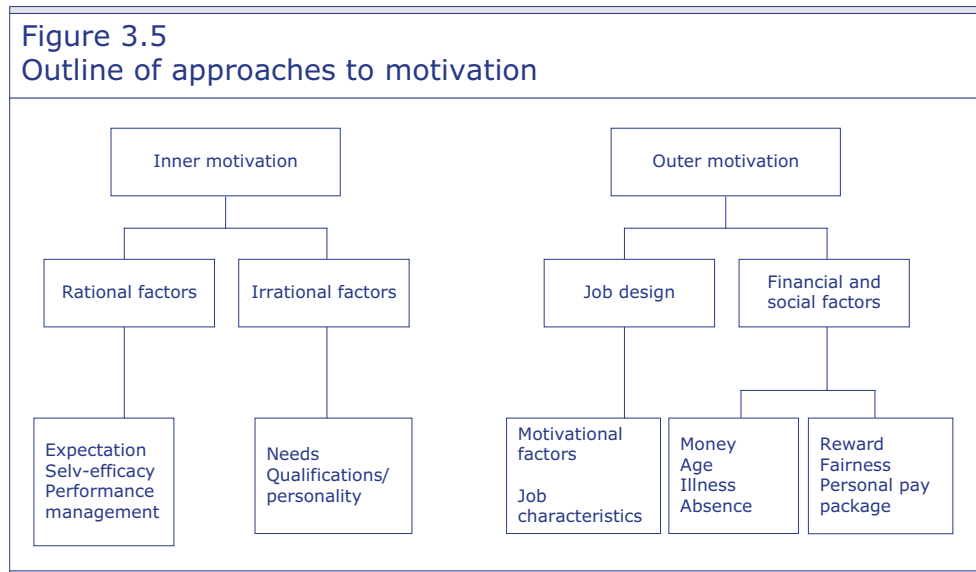 Figure 3.5
Outline of approaches to motivation
Inner motivation
Outer motivation
Rational factors
Irrational factors
Job design
Financial and
social factors
Expectation
Selv-efficacy
Performance
management
Needs
Qualifications/
personality
Motivational
factors
Job
characteristics
Money
Age
Illness
Absence
Reward
Fairness
Personal pay
package